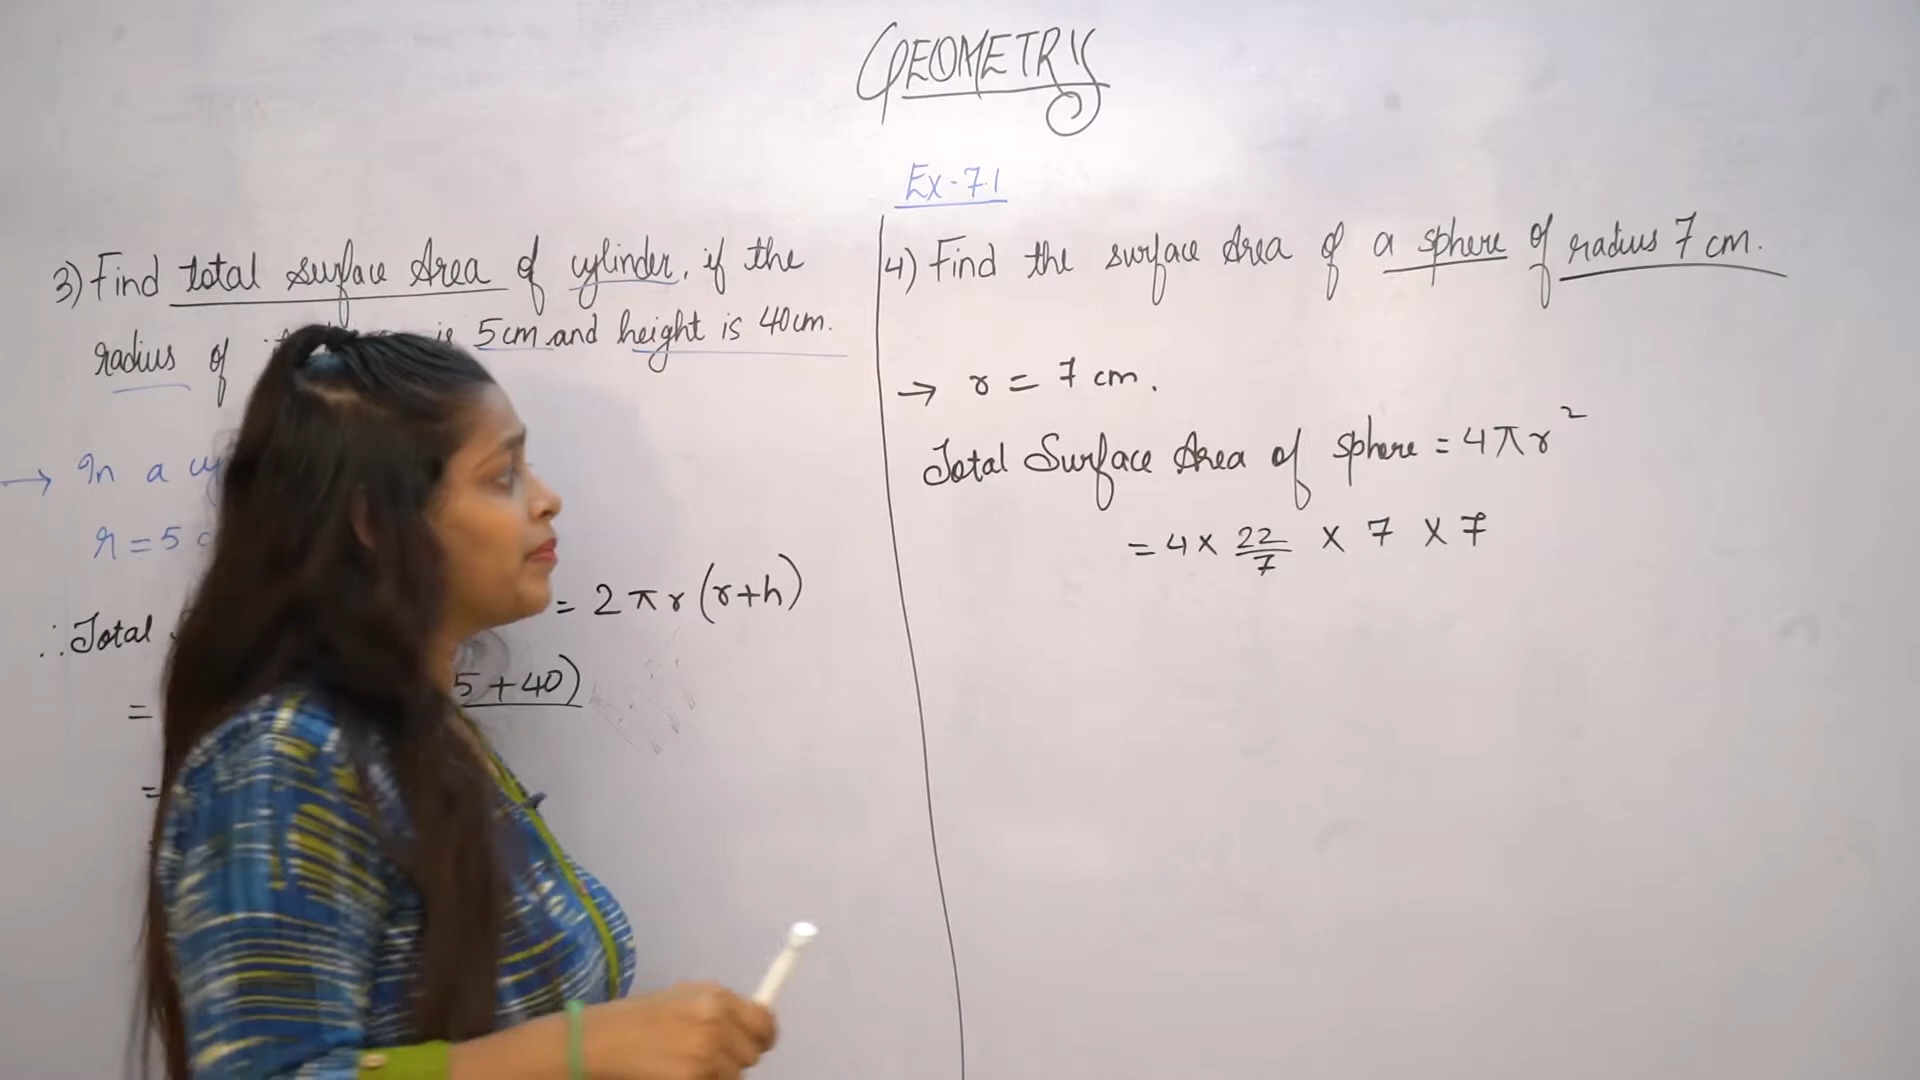 GEOMETRY
Ex-7.1
3) Find total surface Area of cylinder, if the
radius of is 5cm and height is 40cm.
→ In a
r = 5
∴ Total = 2πr(r+h)
= 5+40)
=
4) Find the surface Area of a sphere of radius 7 cm.
→ r = 7 cm.
Total Surface Area of sphere = 4πr²
= 4 × 22/7 × 7 × 7